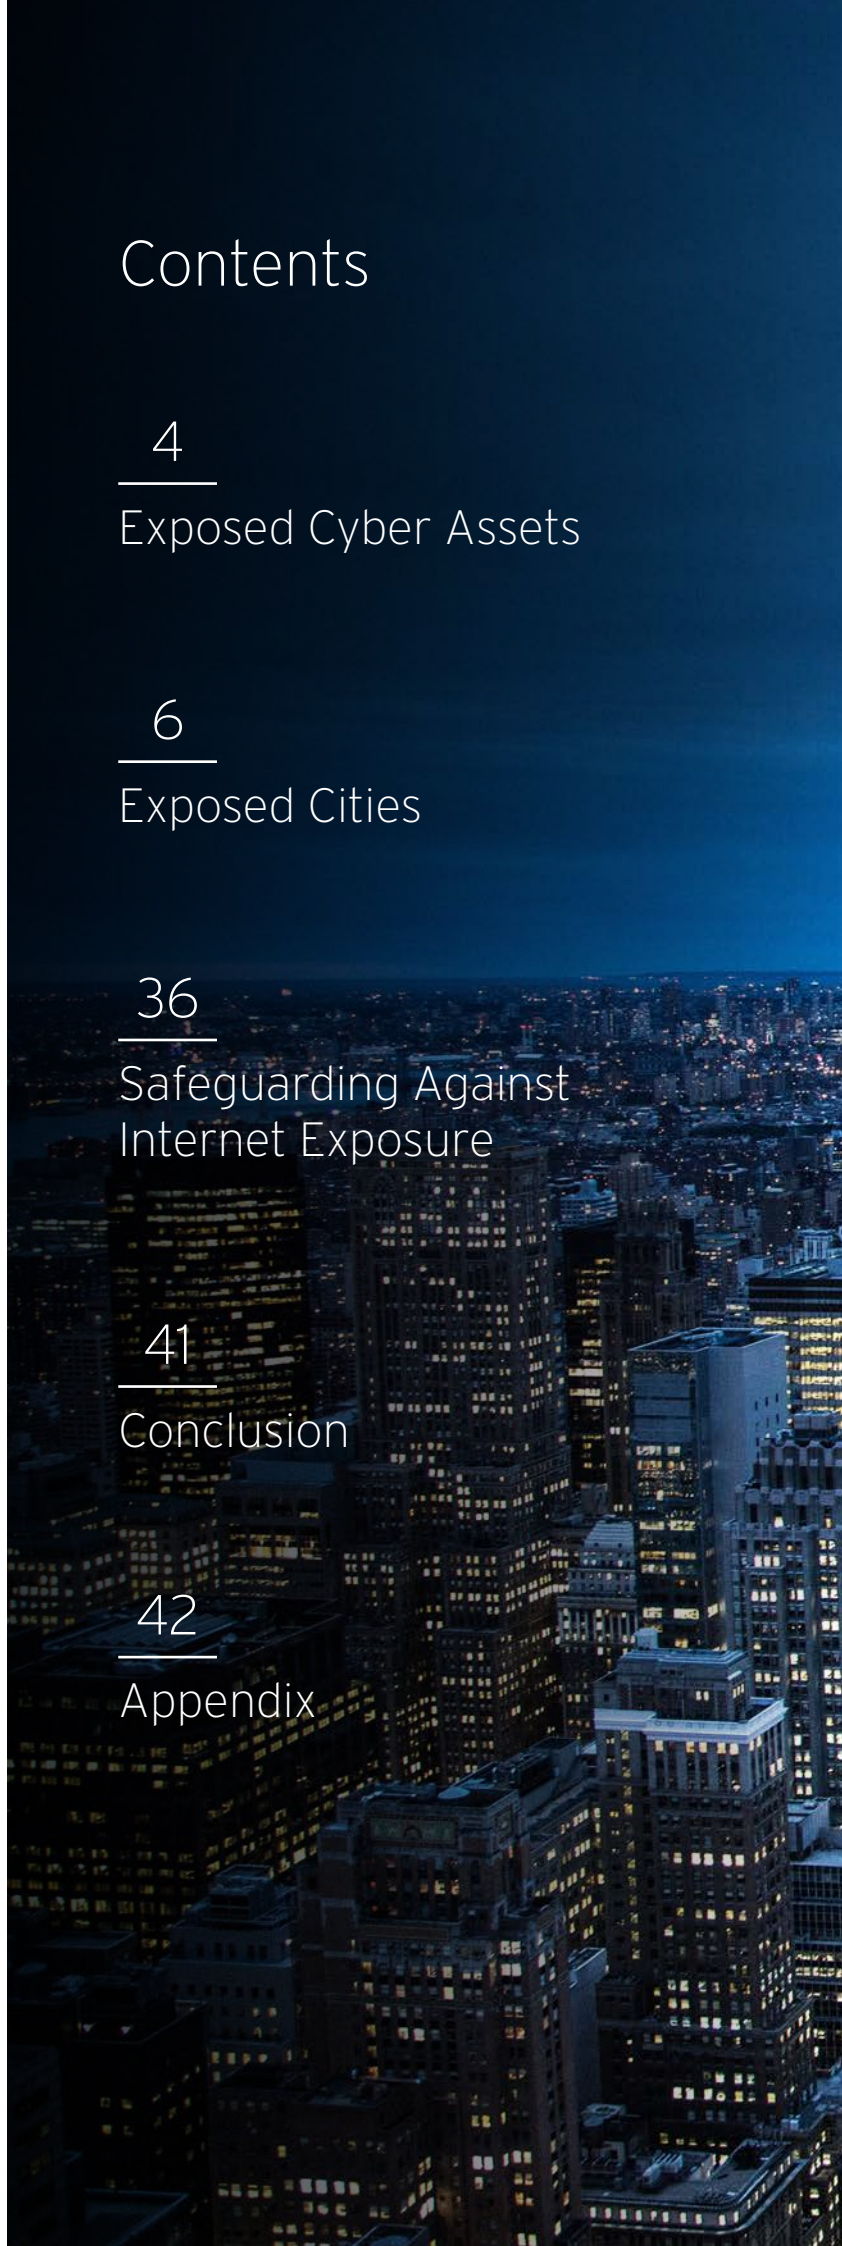 Contents
4
Exposed Cyber Assets
6
Exposed Cities
36
Safeguarding Against
Internet Exposure
41
Conclusion
42
Appendix